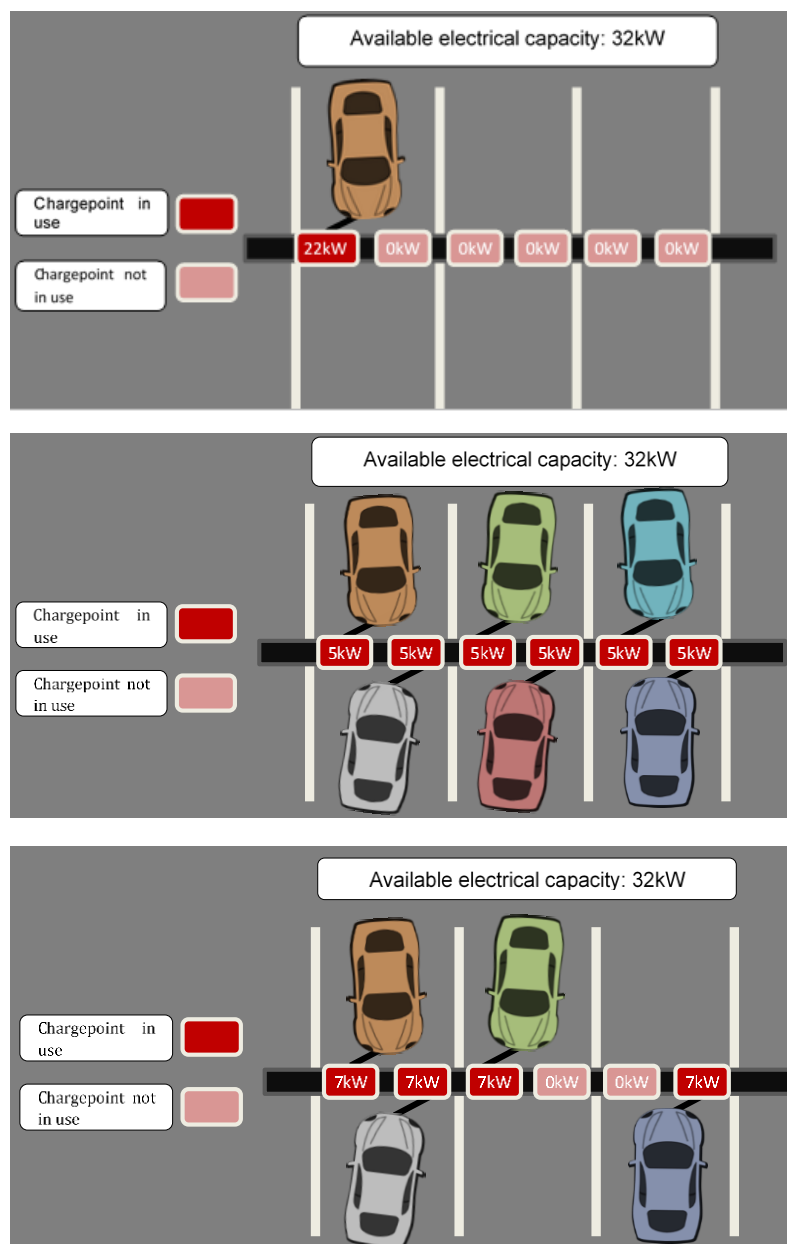 Available electrical capacity: 32kW
Chargepoint in
use
22kW 0kW 0kW 0kW 0kW 0kW
Chargepoint not
in use
Available electrical capacity: 32kW
Chargepoint in
use
5kW 5kW 5kW 5kW 5kW 5kW
Chargepoint not
in use
Available electrical capacity: 32kW
Chargepoint in
use
7kW 7kW 7kW 0kW 0kW 7kW
Chargepoint not
in use